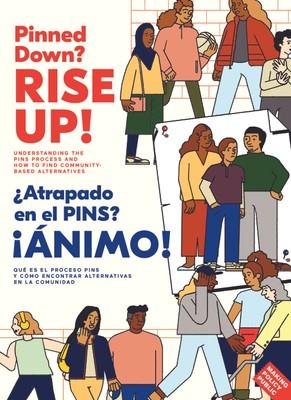 Pinned
Down?
RISE
UP!
UNDERSTANDING THE
PINS PROCESS AND
HOW TO FIND COMMUNITY-
BASED ALTERNATIVES
¿Atrapado
en el PINS?
¡ÁNIMO!
QUÉ ES EL PROCESO PINS
Y CÓMO ENCONTRAR ALTERNATIVAS
EN LA COMUNIDAD
MAKING
POLICY
PUBLIC